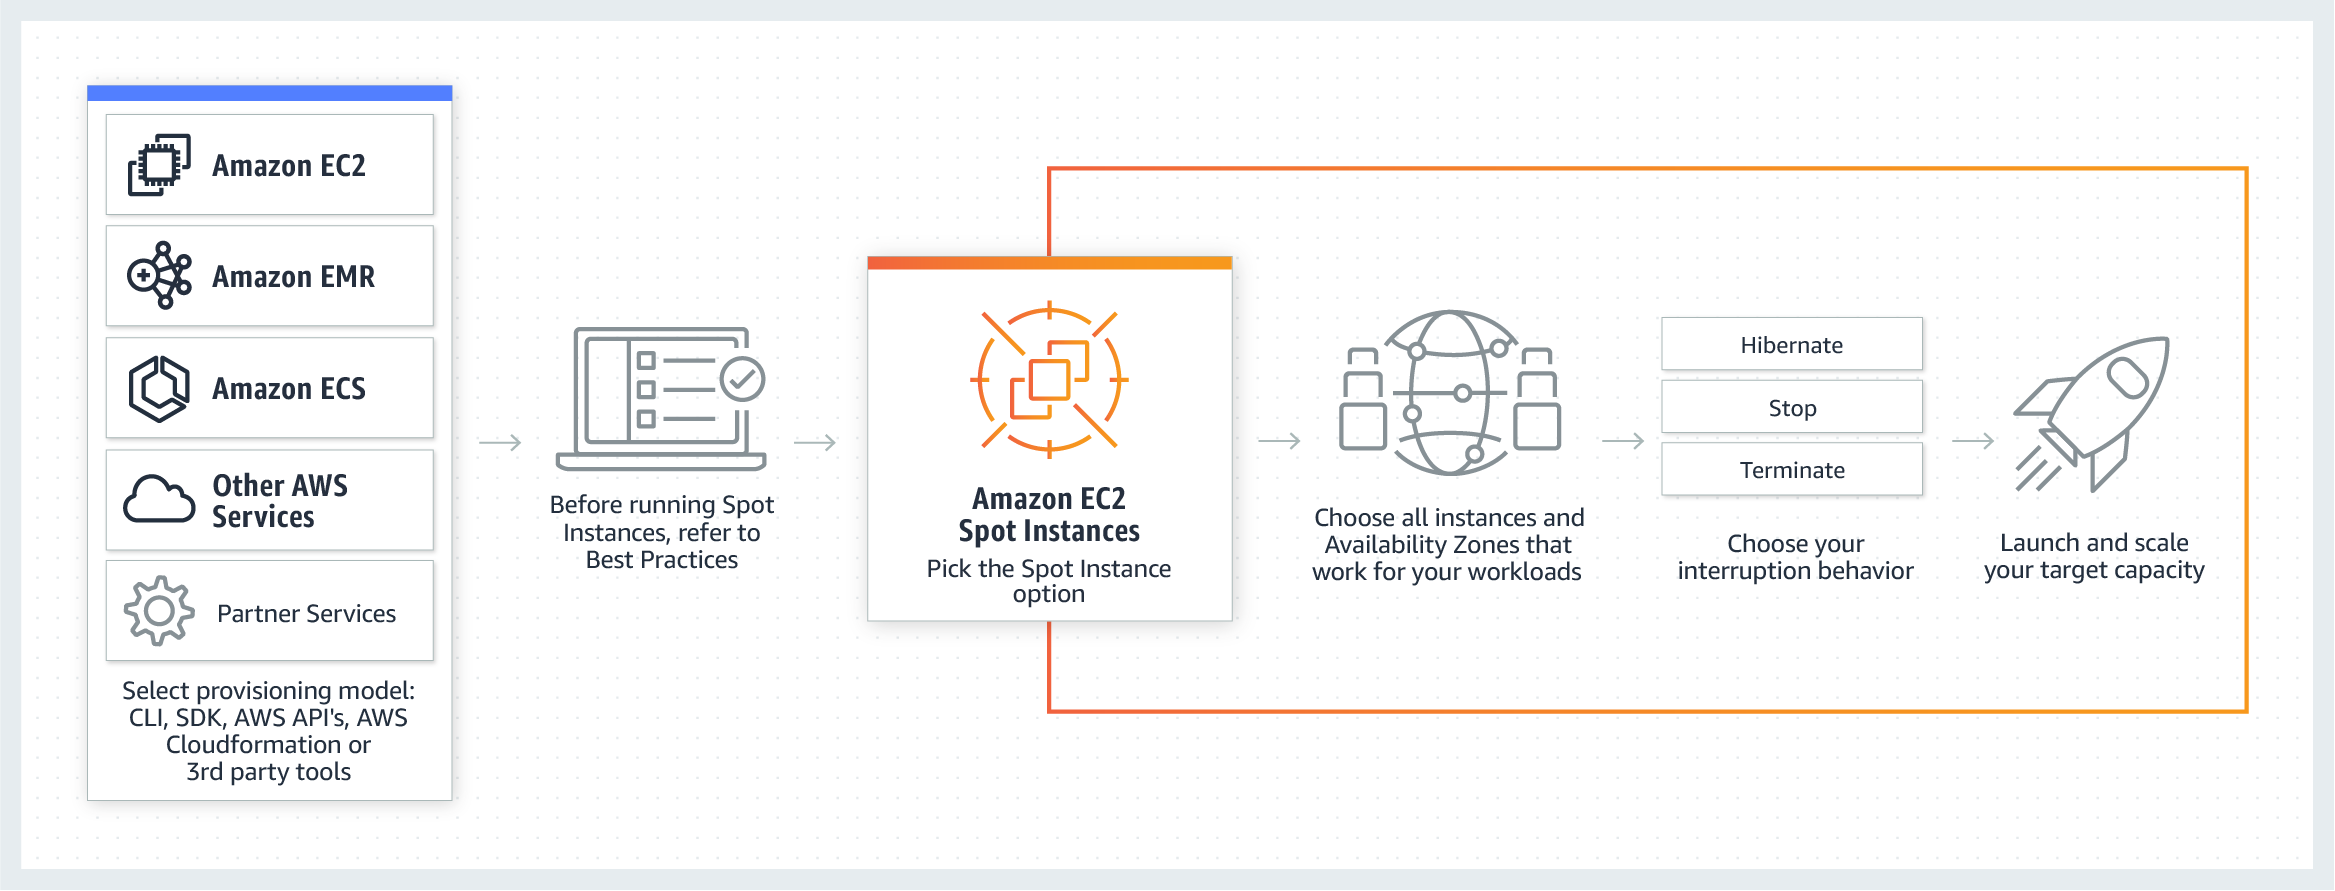 Amazon EC2
Amazon EMR
Amazon ECS
Other AWS
Services
Partner Services
Select provisioning model:
CLI, SDK, AWS API's, AWS
Cloudformation or
3rd party tools
Before running Spot
Instances, refer to
Best Practices
Amazon EC2
Spot Instances
Pick the Spot Instance
option
Choose all instances and
Availability Zones that
work for your workloads
Hibernate
Stop
Terminate
Choose your
interruption behavior
Launch and scale
your target capacity